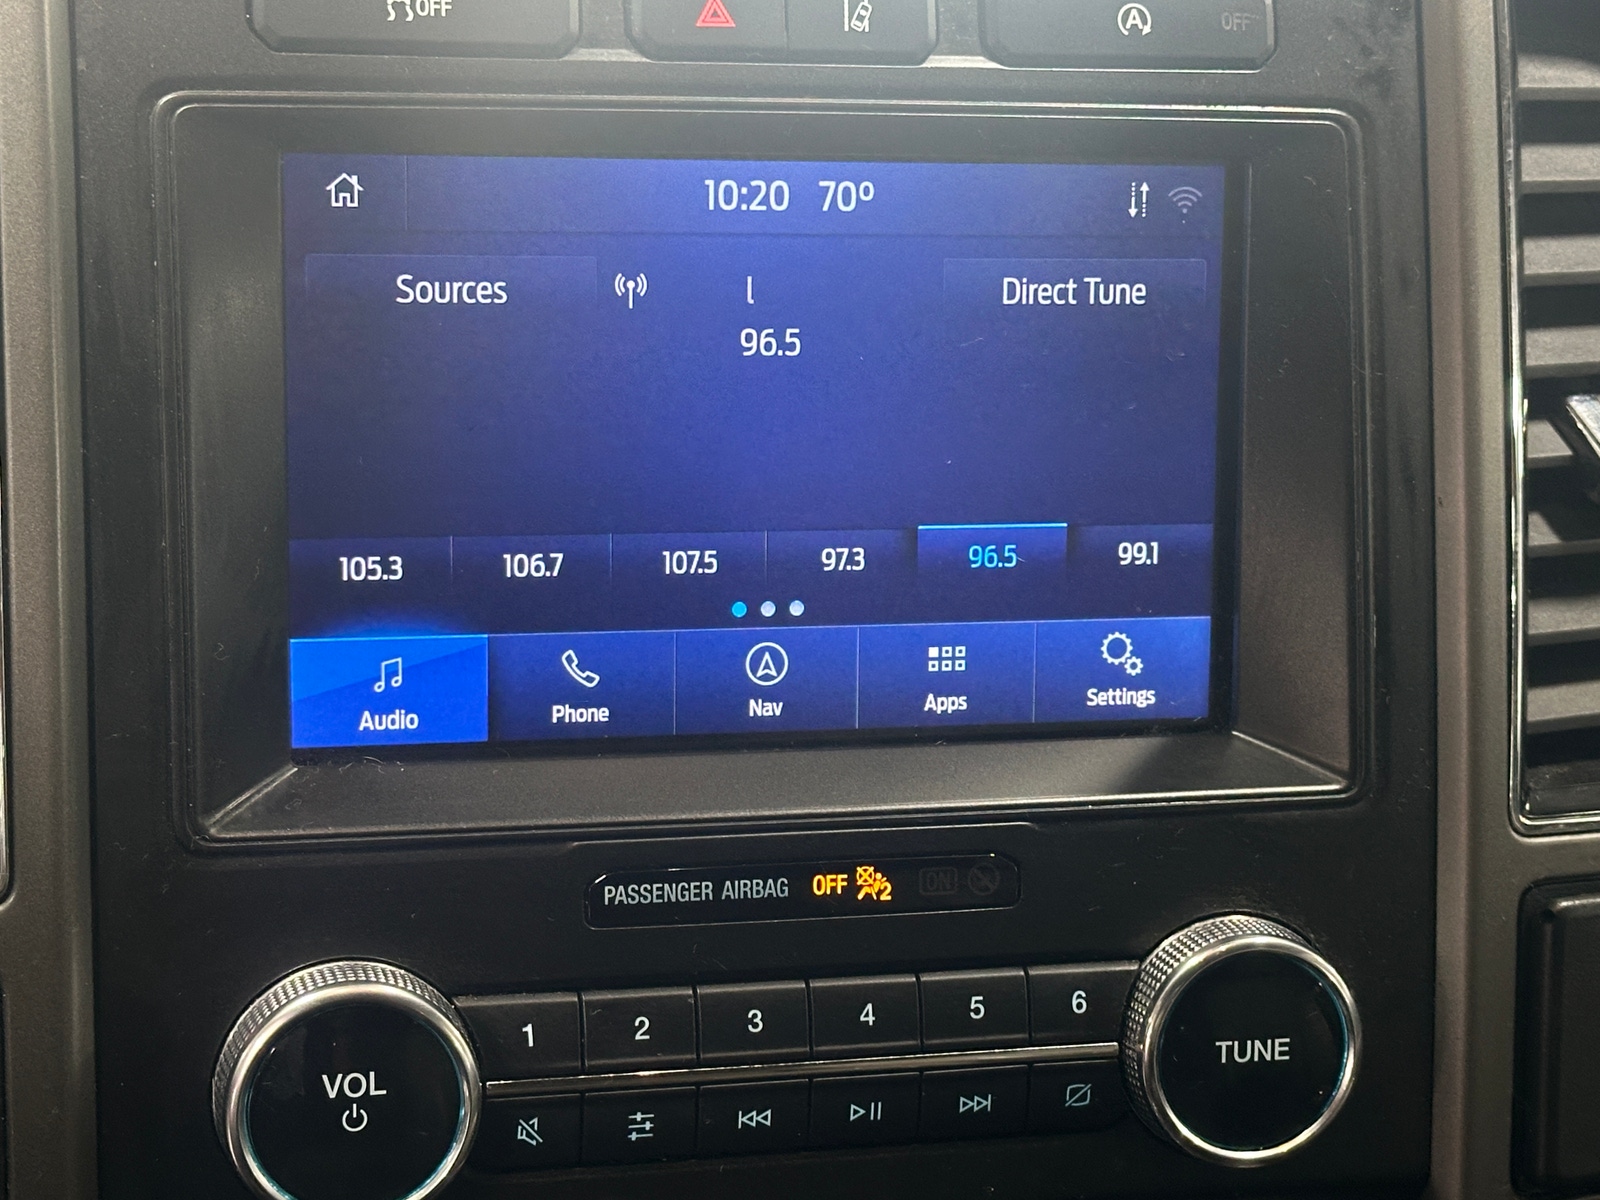 OFF
A OFF
10:20 70º
Sources l Direct Tune
96.5
105.3 106.7 107.5 97.3 96.5 99.1
Audio Phone Nav Apps Settings
PASSENGER AIRBAG OFF 2 ON
1 2 3 4 5 6
VOL
TUNE